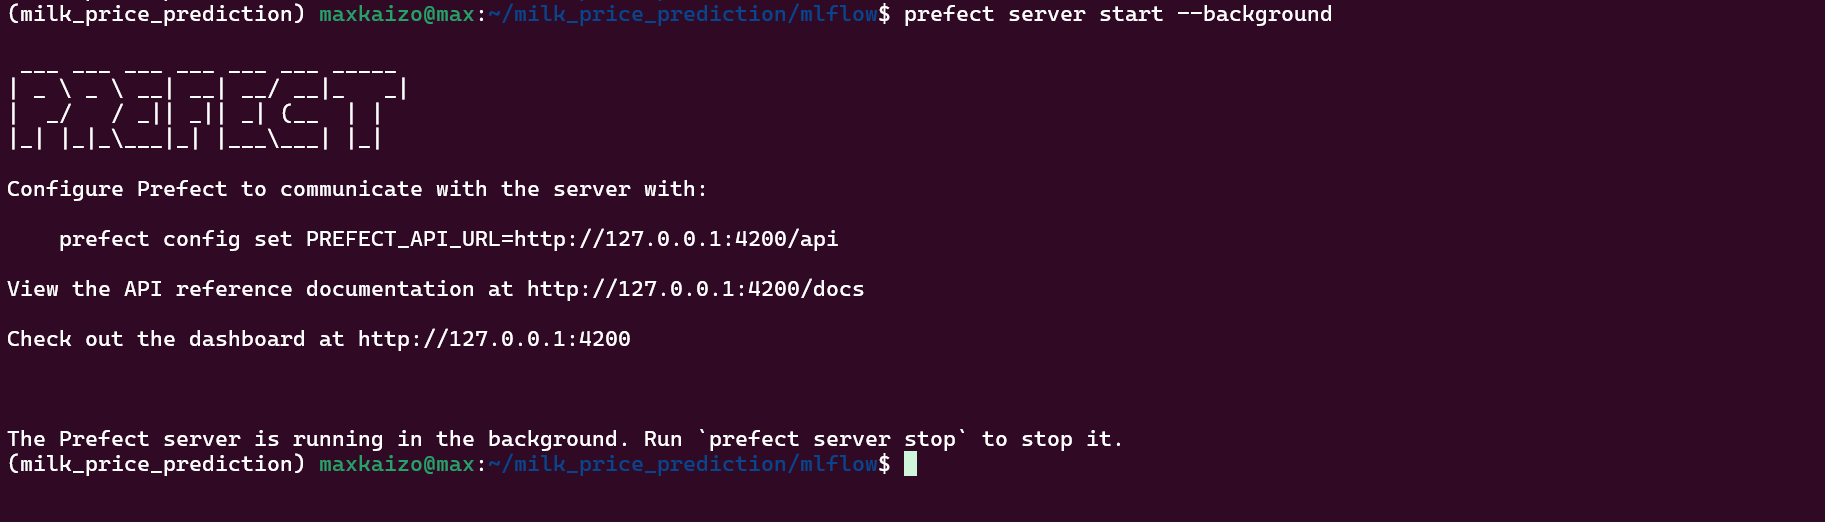 (milk_price_prediction) maxkaizo@max:~/milk_price_prediction/mlflow$ prefect server start --background
 ___ ___ ___ ___ ___ ___ _____
| _ \ _ \ __| __| __/ __|_   _|
|  _/   / _|| _|| _| (__  | |
|_| |_|_\___|_| |___\___| |_|
Configure Prefect to communicate with the server with:
    prefect config set PREFECT_API_URL=http://127.0.0.1:4200/api
View the API reference documentation at http://127.0.0.1:4200/docs
Check out the dashboard at http://127.0.0.1:4200
The Prefect server is running in the background. Run `prefect server stop` to stop it.
(milk_price_prediction) maxkaizo@max:~/milk_price_prediction/mlflow$